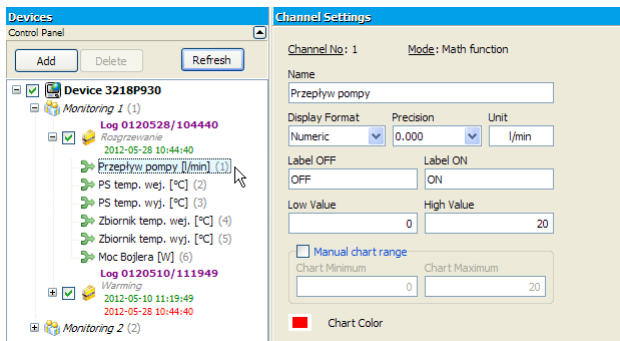 Devices
Control Panel
Add Delete Refresh
Device 3218P930
Monitoring 1 (1)
Log 0120528/104440
Rozgrzewanie
2012-05-28 10:44:40
Przepływ pompy [l/min] (1)
PS temp. wej. [°C] (2)
PS temp. wyj. [°C] (3)
Zbiornik temp. wej. [°C] (4)
Zbiornik temp. wyj. [°C] (5)
Moc Bojlera [W] (6)
Log 0120510/111949
Warming
2012-05-10 11:19:49
2012-05-28 10:44:40
Monitoring 2 (2)
Channel Settings
Channel No: 1 Mode: Math function
Name
Przepływ pompy
Display Format Precision Unit
Numeric 0.000 l/min
Label OFF Label ON
OFF ON
Low Value High Value
0 20
Manual chart range
Chart Minimum Chart Maximum
0 20
Chart Color